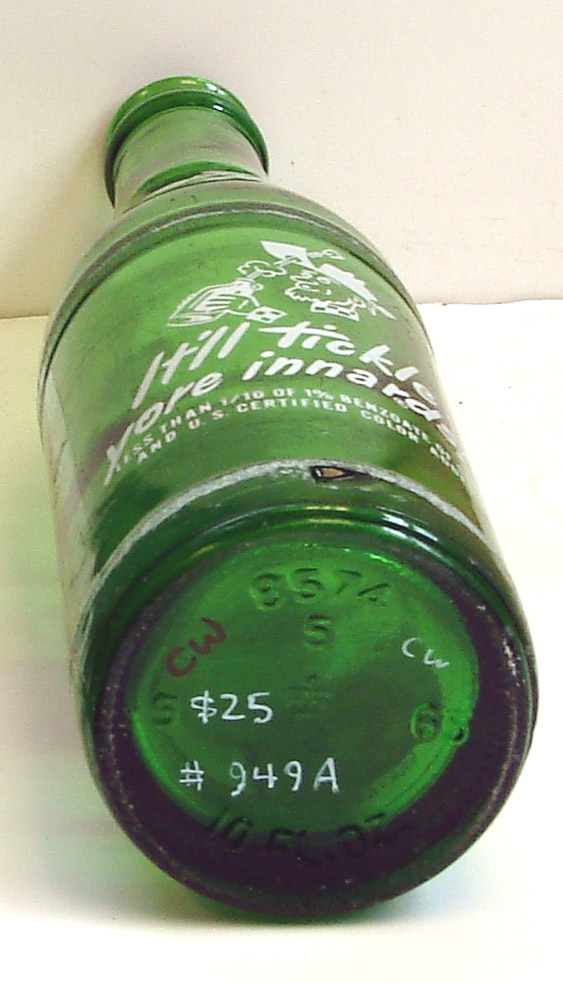 It'll tickle
yore innards
LESS THAN 1/10 OF 1% BENZOATE
AND U.S. CERTIFIED COLOR
3574
5
CW
CW
$25
# 949A
10 FL. OZ.